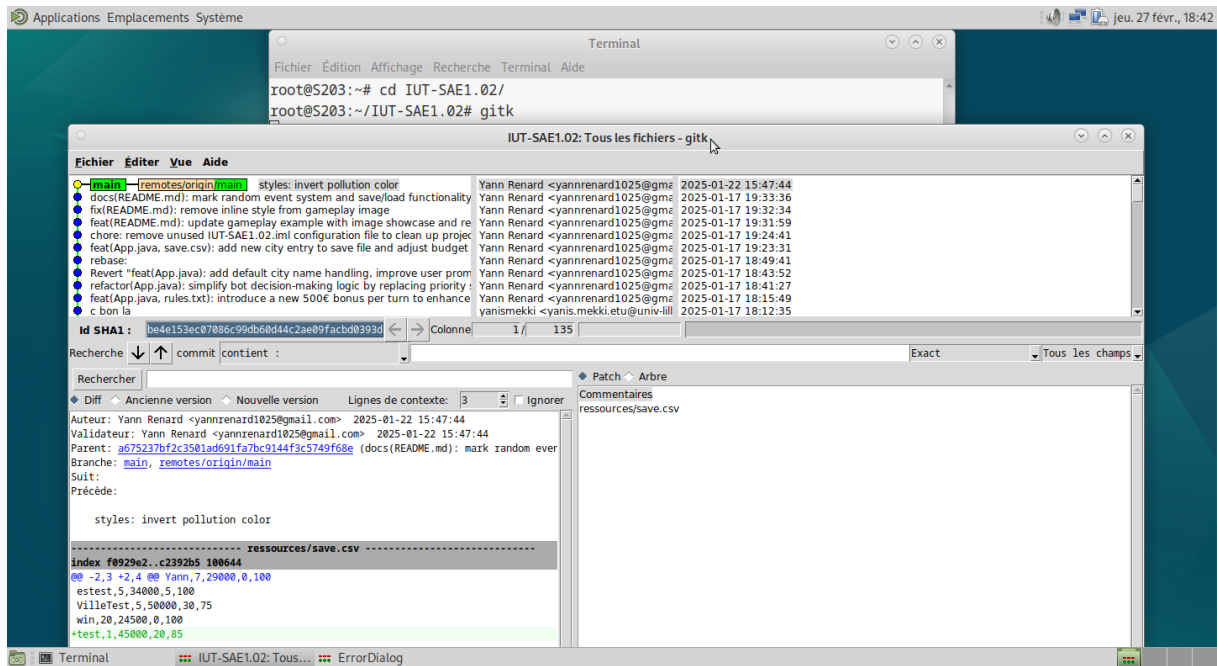 Applications Emplacements Système jeu. 27 févr., 18:42
Terminal
Fichier Édition Affichage Recherche Terminal Aide
root@S203:~# cd IUT-SAE1.02/
root@S203:~/IUT-SAE1.02# gitk
IUT-SAE1.02: Tous les fichiers - gitk
Fichier Éditer Vue Aide
main remotes/origin/main styles: invert pollution color Yann Renard <yannrenard1025@gma 2025-01-22 15:47:44
docs(README.md): mark random event system and save/load functionality Yann Renard <yannrenard1025@gma 2025-01-17 19:33:36
fix(README.md): remove inline style from gameplay image Yann Renard <yannrenard1025@gma 2025-01-17 19:32:34
feat(README.md): update gameplay example with image showcase and re Yann Renard <yannrenard1025@gma 2025-01-17 19:31:59
chore: remove unused IUT-SAE1.02.iml configuration file to clean up projec Yann Renard <yannrenard1025@gma 2025-01-17 19:24:41
feat(App.java, save.csv): add new city entry to save file and adjust budget Yann Renard <yannrenard1025@gma 2025-01-17 19:23:31
rebase: Yann Renard <yannrenard1025@gma 2025-01-17 18:49:41
Revert "feat(App.java): add default city name handling, improve user prom Yann Renard <yannrenard1025@gma 2025-01-17 18:43:52
refactor(App.java): simplify bot decision-making logic by replacing priority Yann Renard <yannrenard1025@gma 2025-01-17 18:41:27
feat(App.java, rules.txt): introduce a new 500€ bonus per turn to enhance Yann Renard <yannrenard1025@gma 2025-01-17 18:15:49
c bon la yanismekki <yanis.mekki.etu@univ-lill 2025-01-17 18:12:35
Id SHA1 : be4e153ec07086c99db60d44c2ae09facbd0393d Colonne 1/ 135
Recherche commit contient : Exact Tous les champs
Rechercher
Patch Arbre
Diff Ancienne version Nouvelle version Lignes de contexte: 3 Ignorer
Commentaires
ressources/save.csv
Auteur: Yann Renard <yannrenard1025@gmail.com> 2025-01-22 15:47:44
Validateur: Yann Renard <yannrenard1025@gmail.com> 2025-01-22 15:47:44
Parent: a675237bf2c3501ad691fa7bc9144f3c5749f68e (docs(README.md): mark random ever
Branche: main, remotes/origin/main
Suit:
Précède:
styles: invert pollution color
---------------------------- ressources/save.csv ----------------------------
index f0929e2..c2392b5 100644
@@ -2,3 +2,4 @@ Yann,7,29000,0,100
estest,5,34000,5,100
VilleTest,5,50000,30,75
win,20,24500,0,100
+test,1,45000,20,85
Terminal IUT-SAE1.02: Tous... ErrorDialog